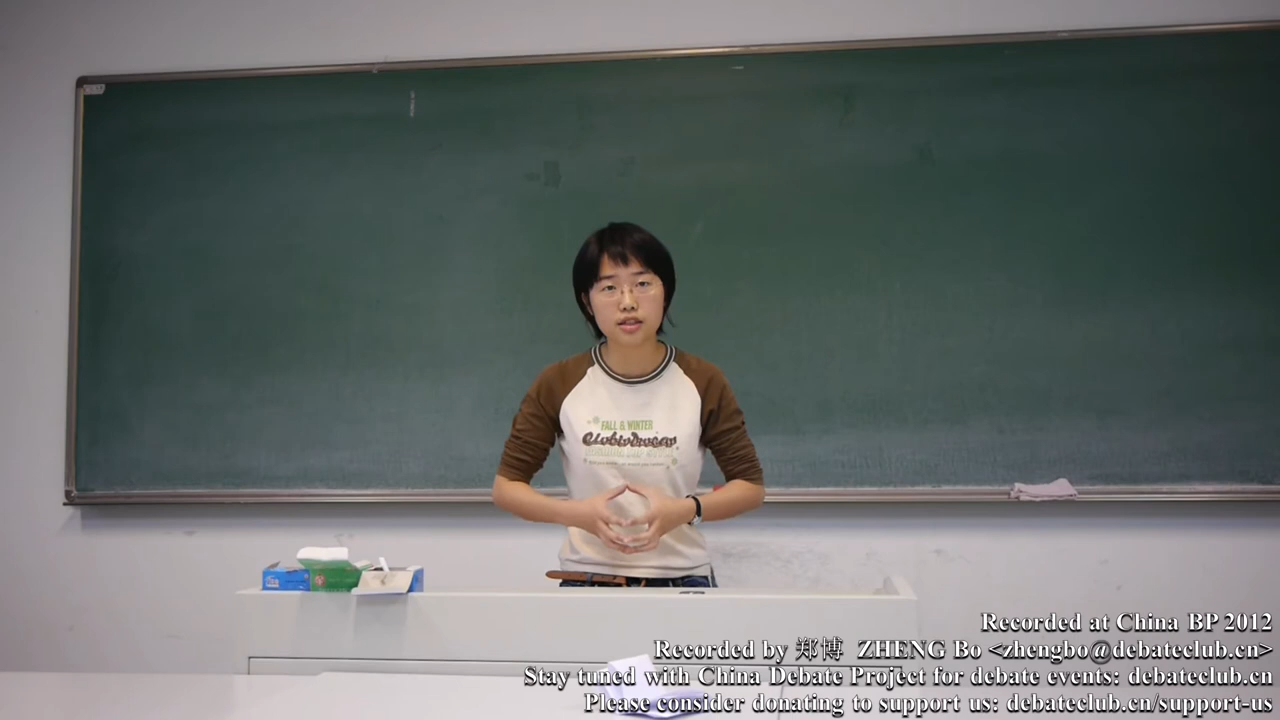 FALL & WINTER
Recorded at China BP 2012
Recorded by 郑博 ZHENG Bo <zhengbo@debateclub.cn>
Stay tuned with China Debate Project for debate events: debateclub.cn
Please consider donating to support us: debateclub.cn/support-us